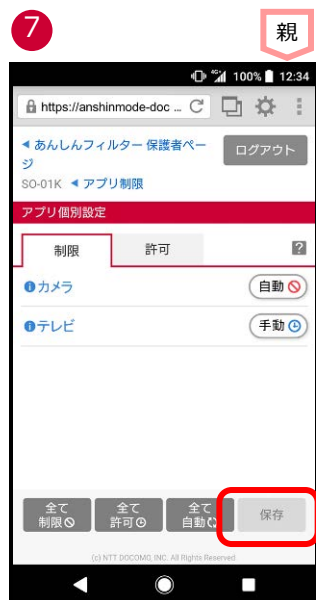 7
親
4G 100% 12:34
https://anshinmode-doc ...
あんしんフィルター 保護者ペー
ジ
ログアウト
SO-01K ◀ アプリ制限
アプリ個別設定
制限 許可 ?
カメラ 自動
テレビ 手動
全て
制限
全て
許可
全て
自動
保存
(c) NTT DOCOMO, INC. All Rights Reserved.